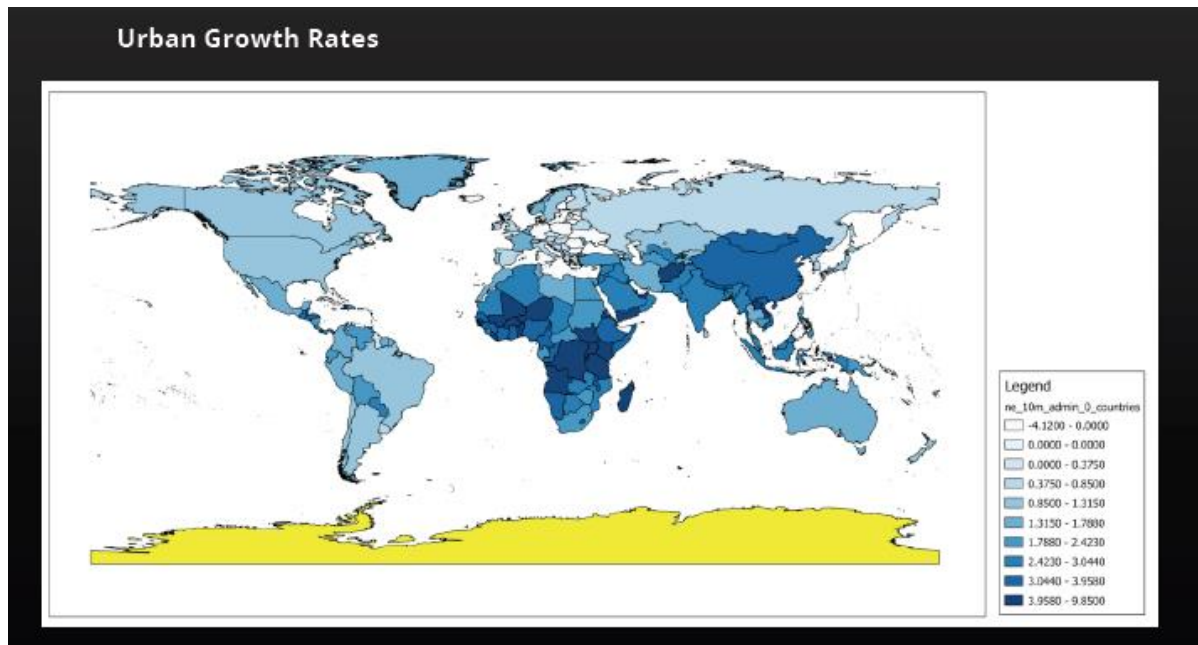 Urban Growth Rates
Legend
ne_10m_admin_0_countries
-4.1200 - 0.0000
0.0000 - 0.0000
0.0000 - 0.3750
0.3750 - 0.8500
0.8500 - 1.3150
1.3150 - 1.7880
1.7880 - 2.4230
2.4230 - 3.0440
3.0440 - 3.9580
3.9580 - 9.8500